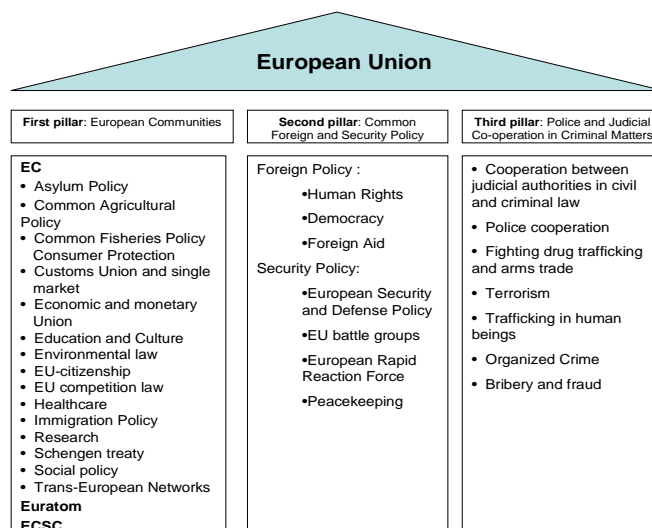 European Union
First pillar: European Communities
Second pillar: Common
Foreign and Security Policy
Third pillar: Police and Judicial
Co-operation in Criminal Matters
EC
• Asylum Policy
• Common Agricultural
Policy
• Common Fisheries Policy
Consumer Protection
• Customs Union and single
market
• Economic and monetary
Union
• Education and Culture
• Environmental law
• EU-citizenship
• EU competition law
• Healthcare
• Immigration Policy
• Research
• Schengen treaty
• Social policy
• Trans-European Networks
Euratom
ECSC
Foreign Policy :
•Human Rights
•Democracy
•Foreign Aid
Security Policy:
•European Security
and Defense Policy
•EU battle groups
•European Rapid
Reaction Force
•Peacekeeping
• Cooperation between
judicial authorities in civil
and criminal law
• Police cooperation
• Fighting drug trafficking
and arms trade
• Terrorism
• Trafficking in human
beings
• Organized Crime
• Bribery and fraud